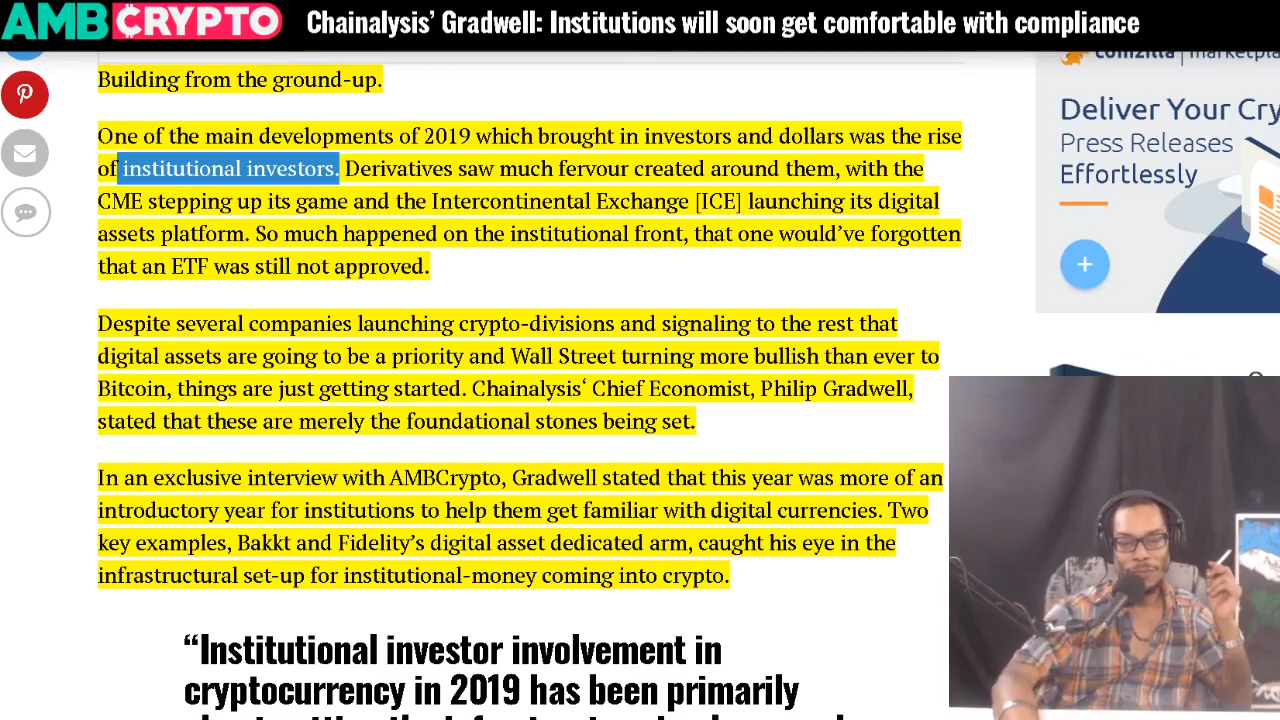 AMBCRYPTO
Chainalysis’ Gradwell: Institutions will soon get comfortable with compliance
Building from the ground-up.
One of the main developments of 2019 which brought in investors and dollars was the rise
of institutional investors. Derivatives saw much fervour created around them, with the
CME stepping up its game and the Intercontinental Exchange [ICE] launching its digital
assets platform. So much happened on the institutional front, that one would’ve forgotten
that an ETF was still not approved.
Despite several companies launching crypto-divisions and signaling to the rest that
digital assets are going to be a priority and Wall Street turning more bullish than ever to
Bitcoin, things are just getting started. Chainalysis‘ Chief Economist, Philip Gradwell,
stated that these are merely the foundational stones being set.
In an exclusive interview with AMBCrypto, Gradwell stated that this year was more of an
introductory year for institutions to help them get familiar with digital currencies. Two
key examples, Bakkt and Fidelity’s digital asset dedicated arm, caught his eye in the
infrastructural set-up for institutional-money coming into crypto.
“Institutional investor involvement in
cryptocurrency in 2019 has been primarily
Deliver Your Cry
Press Releases
Effortlessly